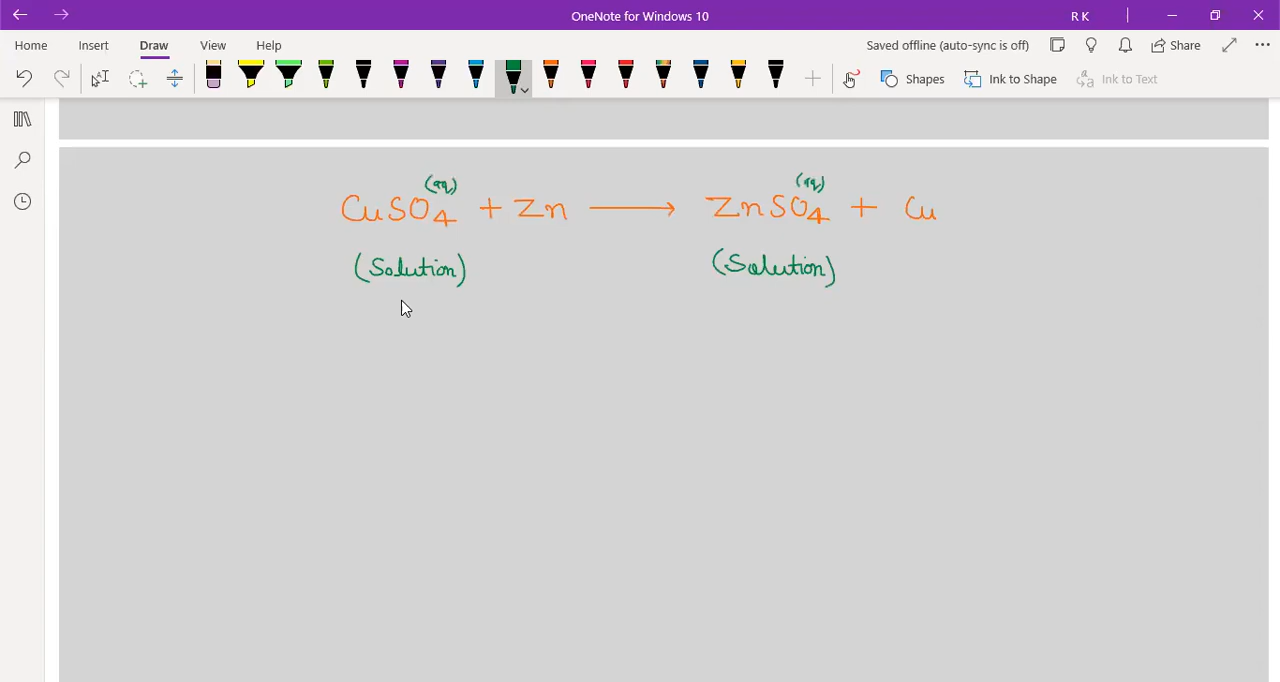 OneNote for Windows 10
R K
Home Insert Draw View Help
Saved offline (auto-sync is off) Share
Shapes Ink to Shape Ink to Text
CuSO₄ (aq) + Zn ⟶ ZnSO₄ (aq) + Cu
(Solution) (Solution)